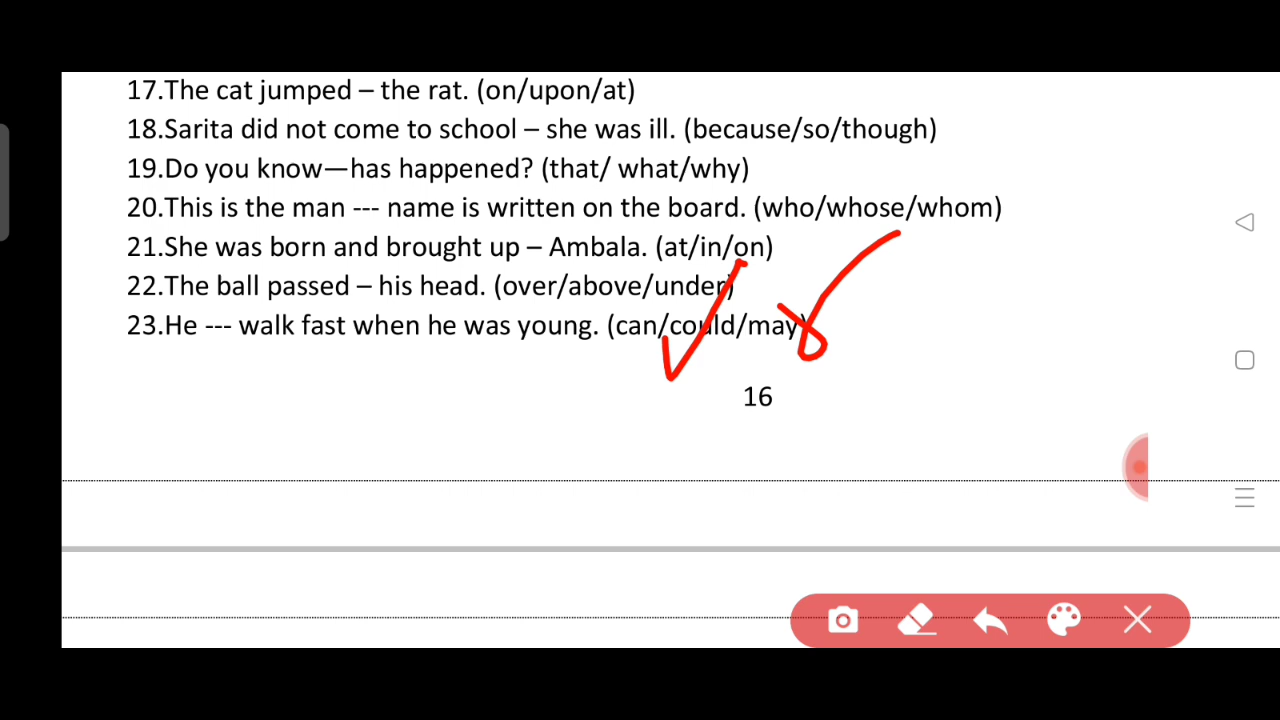 17.The cat jumped – the rat. (on/upon/at)
18.Sarita did not come to school – she was ill. (because/so/though)
19.Do you know—has happened? (that/ what/why)
20.This is the man --- name is written on the board. (who/whose/whom)
21.She was born and brought up – Ambala. (at/in/on)
22.The ball passed – his head. (over/above/under)
23.He --- walk fast when he was young. (can/could/may)
16